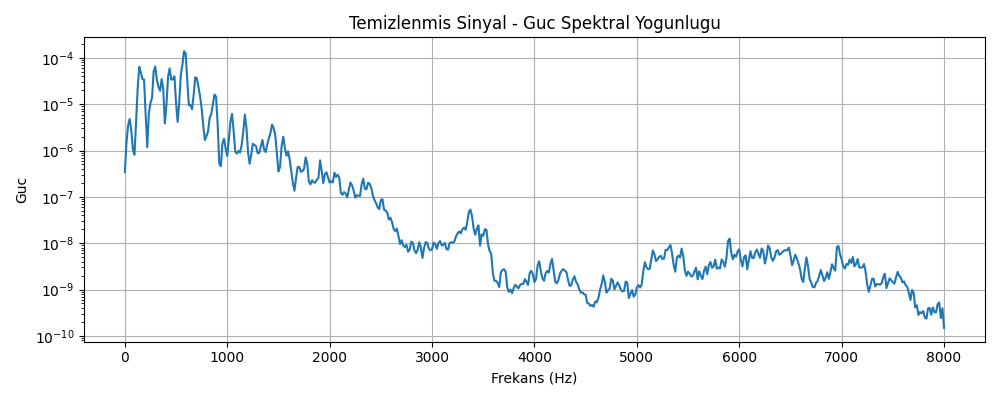 Temizlenmis Sinyal - Guc Spektral Yogunlugu
Guc
10⁻⁴
10⁻⁵
10⁻⁶
10⁻⁷
10⁻⁸
10⁻⁹
10⁻¹⁰
0 1000 2000 3000 4000 5000 6000 7000 8000
Frekans (Hz)